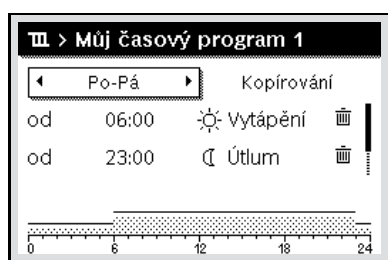 > Můj časový program 1
Po-Pá Kopírování
od 06:00 Vytápění
od 23:00 Útlum
0 6 12 18 24